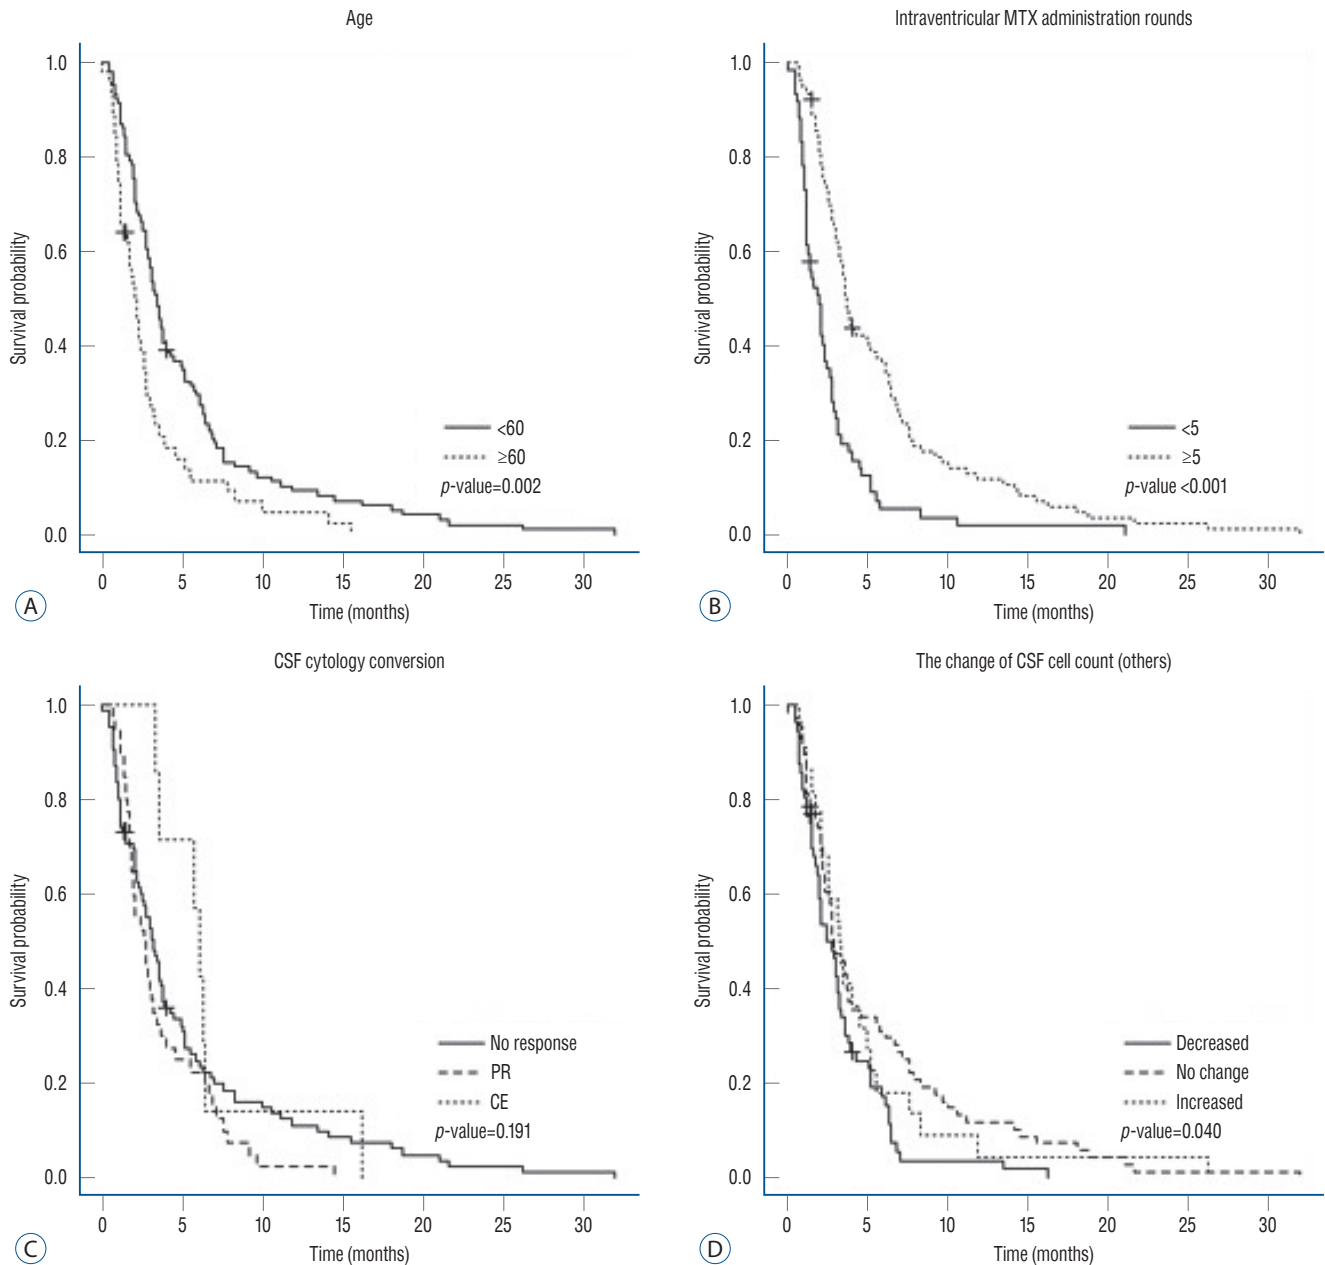 Age
1.0
0.8
0.6
0.4
0.2
0.0
Survival probability
<60
≥60
p-value=0.002
0 5 10 15 20 25 30
Time (months)
A
Intraventricular MTX administration rounds
1.0
0.8
0.6
0.4
0.2
0.0
Survival probability
<5
≥5
p-value <0.001
0 5 10 15 20 25 30
Time (months)
B
CSF cytology conversion
1.0
0.8
0.6
0.4
0.2
0.0
Survival probability
No response
PR
CE
p-value=0.191
0 5 10 15 20 25 30
Time (months)
C
The change of CSF cell count (others)
1.0
0.8
0.6
0.4
0.2
0.0
Survival probability
Decreased
No change
Increased
p-value=0.040
0 5 10 15 20 25 30
Time (months)
D